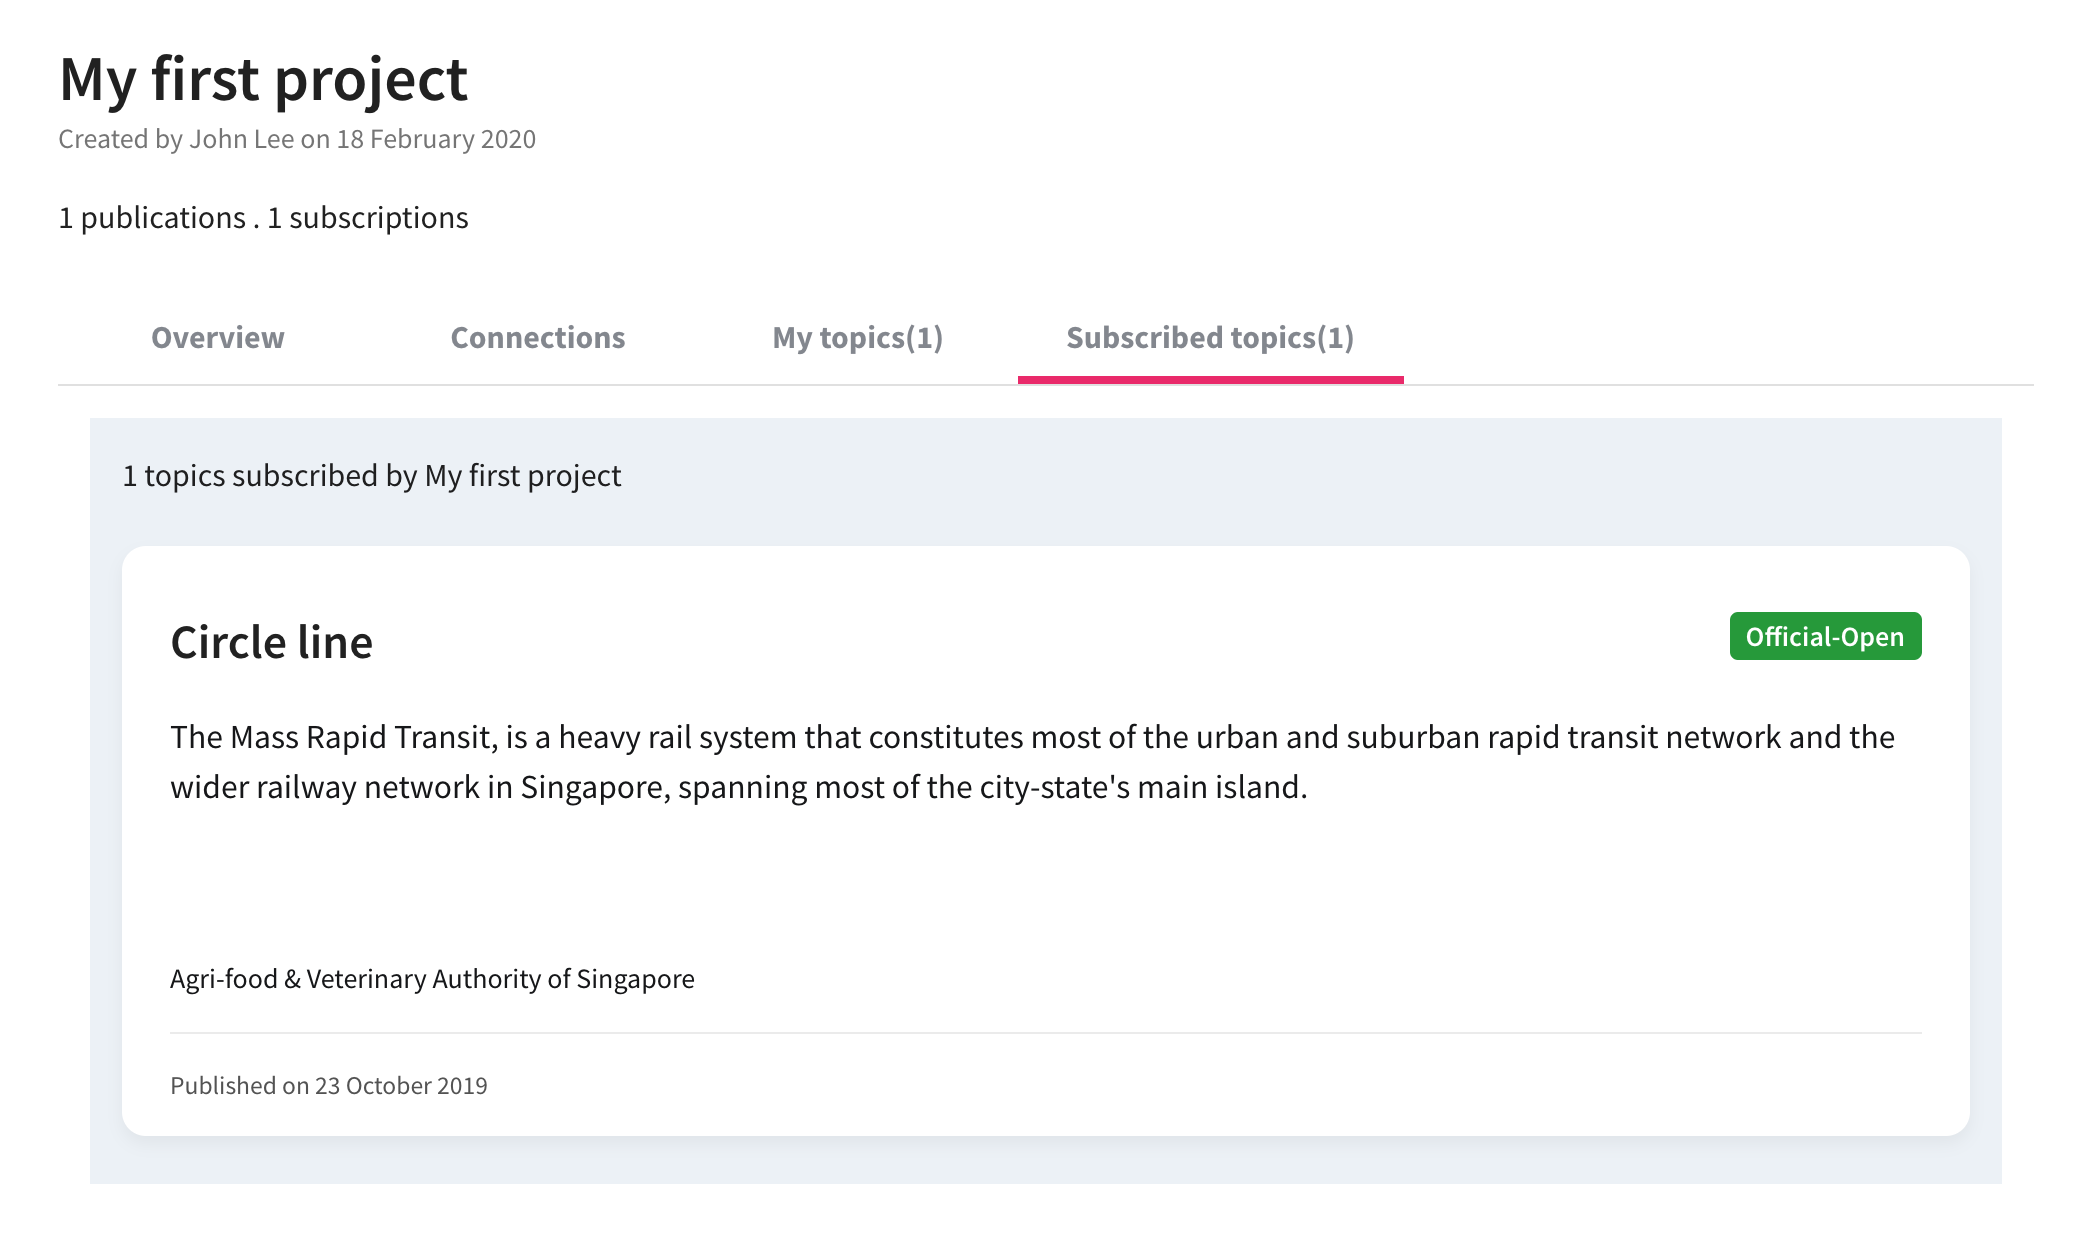 My first project
Created by John Lee on 18 February 2020
1 publications . 1 subscriptions
Overview Connections My topics(1) Subscribed topics(1)
1 topics subscribed by My first project
Circle line
Official-Open
The Mass Rapid Transit, is a heavy rail system that constitutes most of the urban and suburban rapid transit network and the
wider railway network in Singapore, spanning most of the city-state's main island.
Agri-food & Veterinary Authority of Singapore
Published on 23 October 2019